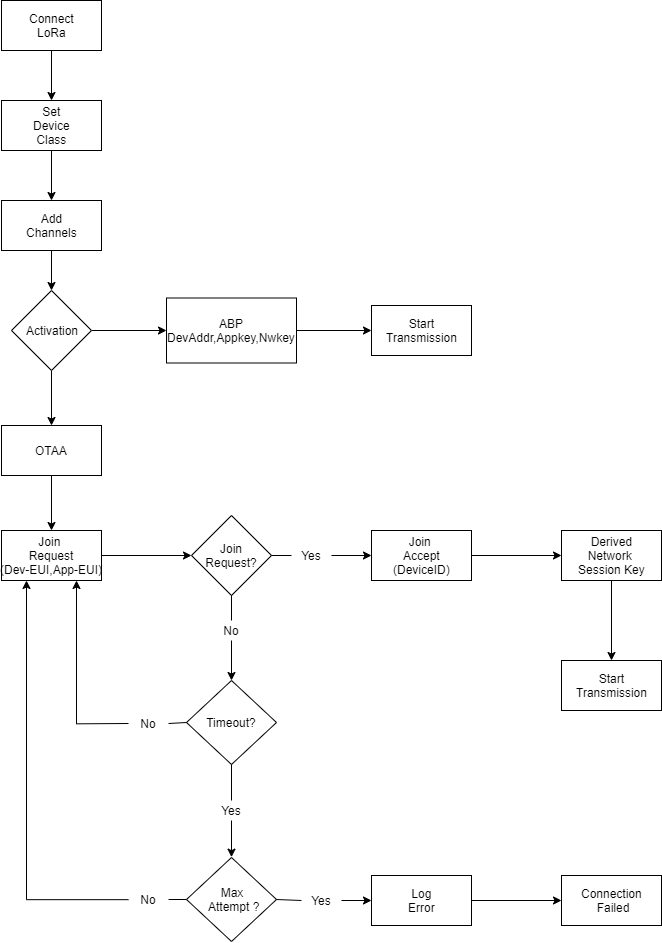 Connect
LoRa
Set
Device
Class
Add
Channels
Activation
ABP
DevAddr,Appkey,Nwkey
Start
Transmission
OTAA
Join
Request
(Dev-EUI,App-EUI)
Join
Request?
Yes
Join
Accept
(DeviceID)
Derived
Network
Session Key
No
Start
Transmission
Timeout?
No
Yes
Max
Attempt ?
No
Yes
Log
Error
Connection
Failed